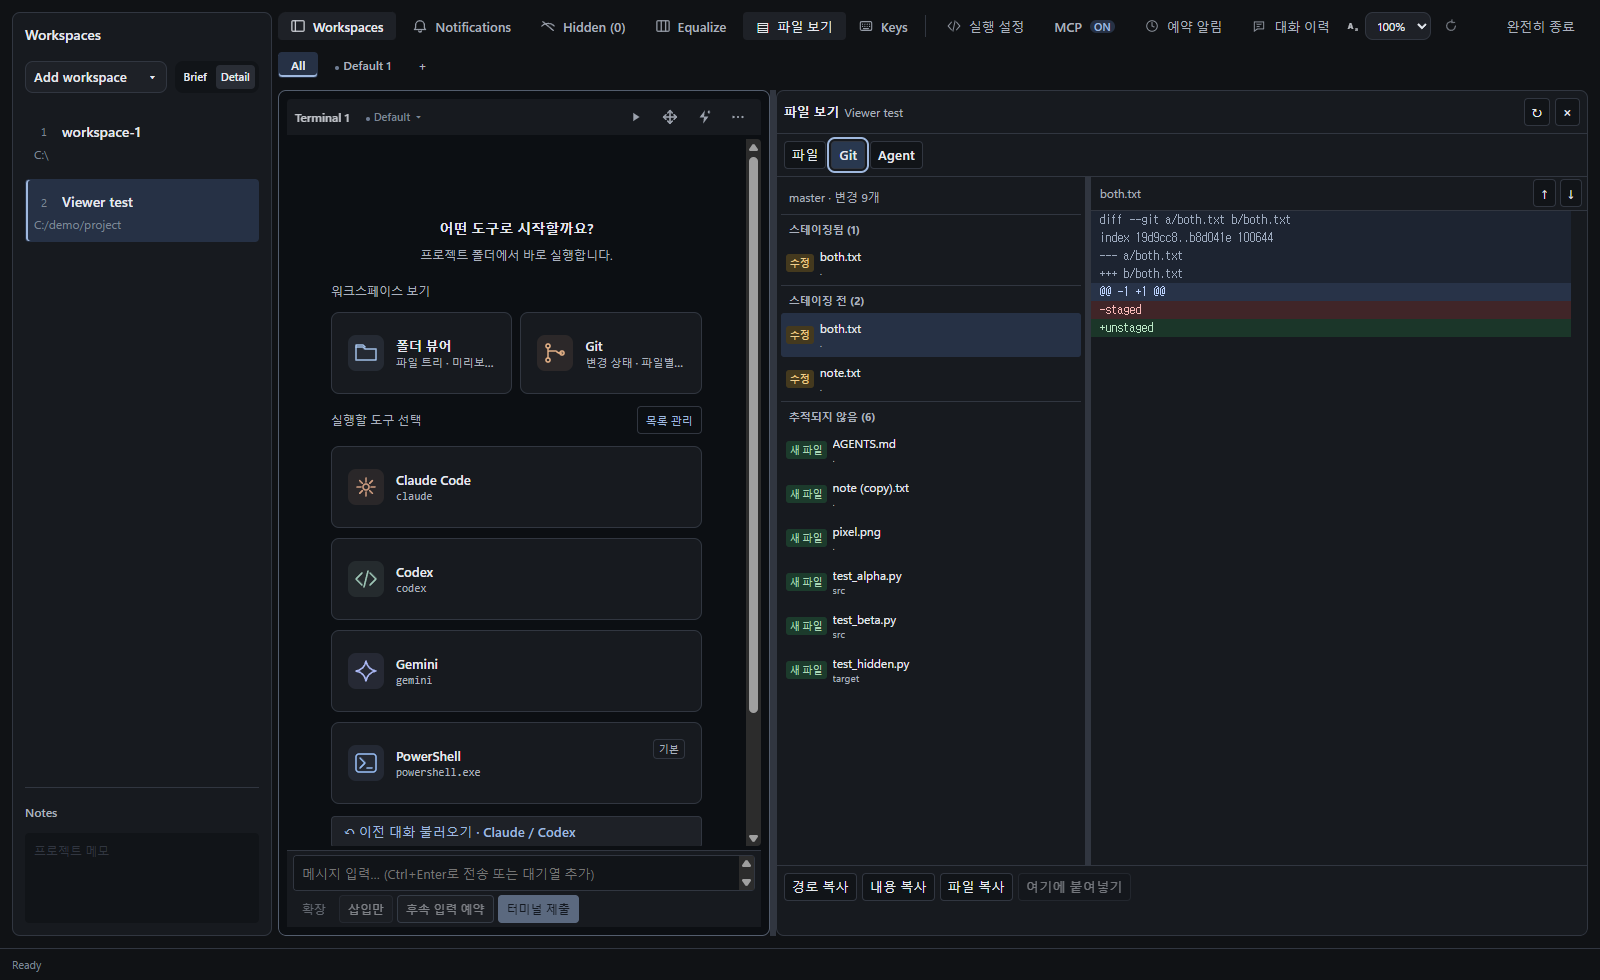 Workspaces
Add workspace
Brief Detail
1 workspace-1
C:\
2 Viewer test
C:/demo/project
Notes
프로젝트 메모
Workspaces Notifications Hidden (0) Equalize 파일 보기 Keys 실행 설정 MCP ON 예약 알림 대화 이력 A. 100% 완전히 종료
All Default 1 +
Terminal 1 Default
어떤 도구로 시작할까요?
프로젝트 폴더에서 바로 실행합니다.
워크스페이스 보기
폴더 뷰어
파일 트리 · 미리보...
Git
변경 상태 · 파일별...
실행할 도구 선택 목록 관리
Claude Code
claude
Codex
codex
Gemini
gemini
PowerShell 기본
powershell.exe
이전 대화 불러오기 · Claude / Codex
메시지 입력... (Ctrl+Enter로 전송 또는 대기열 추가)
확장 삽입만 후속 입력 예약 터미널 제출
파일 보기 Viewer test
파일 Git Agent
master · 변경 9개
스테이징됨 (1)
수정 both.txt
.
스테이징 전 (2)
수정 both.txt
.
수정 note.txt
.
추적되지 않음 (6)
새 파일 AGENTS.md
.
새 파일 note (copy).txt
.
새 파일 pixel.png
.
새 파일 test_alpha.py
src
새 파일 test_beta.py
src
새 파일 test_hidden.py
target
both.txt ↑ ↓
diff --git a/both.txt b/both.txt
index 19d9cc8..b8d041e 100644
--- a/both.txt
+++ b/both.txt
@@ -1 +1 @@
-staged
+unstaged
경로 복사 내용 복사 파일 복사 여기에 붙여넣기
Ready